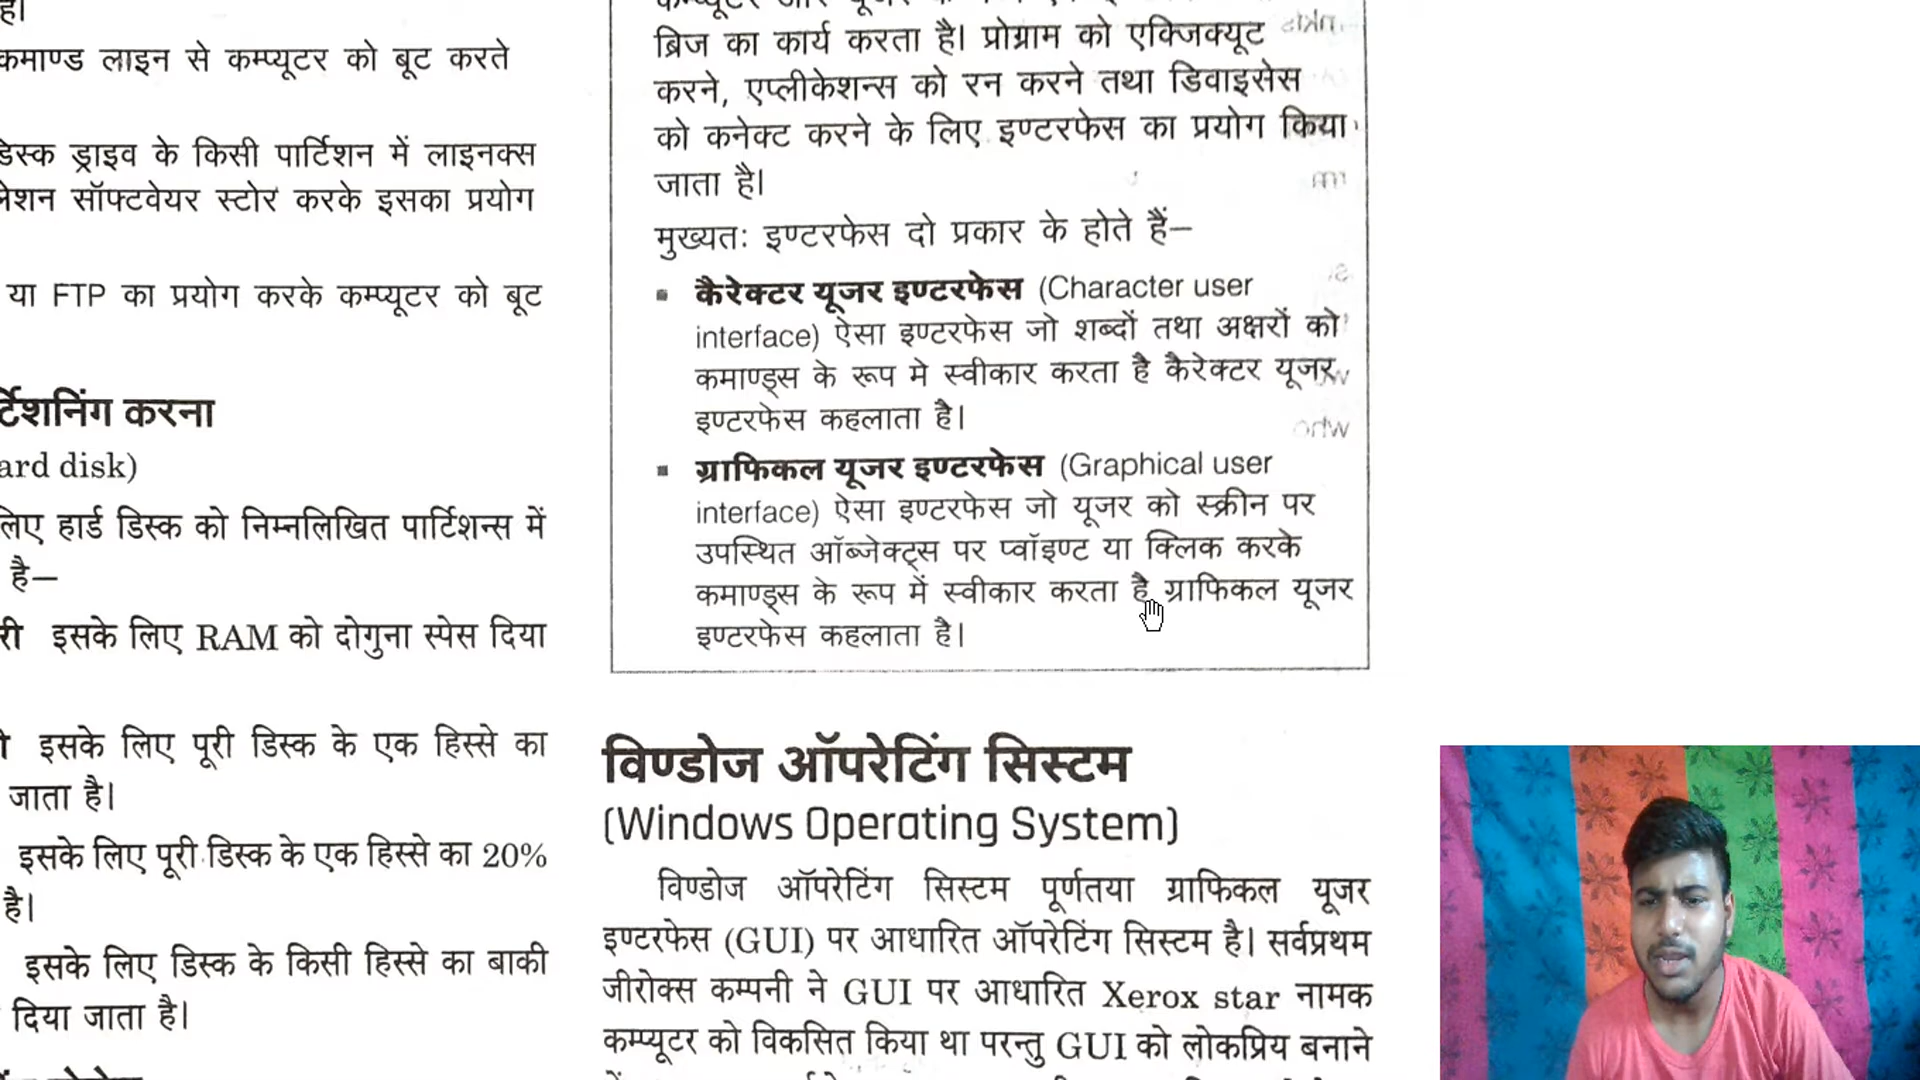 है।
कमाण्ड लाइन से कम्प्यूटर को बूट करते
डिस्क ड्राइव के किसी पार्टिशन में लाइनक्स
सॉफ्टवेयर स्टोर करके इसका प्रयोग
या FTP का प्रयोग करके कम्प्यूटर को बूट
र्टिशनिंग करना
ard disk)
लिए हार्ड डिस्क को निम्नलिखित पार्टिशन्स में
है—
री इसके लिए RAM को दोगुना स्पेस दिया
इसके लिए पूरी डिस्क के एक हिस्से का
जाता है।
इसके लिए पूरी डिस्क के एक हिस्से का 20%
है।
इसके लिए डिस्क के किसी हिस्से का बाकी
दिया जाता है।
ब्रिज का कार्य करता है। प्रोग्राम को एक्जिक्यूट
करने, एप्लीकेशन्स को रन करने तथा डिवाइसेस
को कनेक्ट करने के लिए इण्टरफेस का प्रयोग किया
जाता है।
मुख्यतः इण्टरफेस दो प्रकार के होते हैं—
▪ कैरेक्टर यूजर इण्टरफेस (Character user
interface) ऐसा इण्टरफेस जो शब्दों तथा अक्षरों को
कमाण्ड्स के रूप मे स्वीकार करता है कैरेक्टर यूजर
इण्टरफेस कहलाता है।
▪ ग्राफिकल यूजर इण्टरफेस (Graphical user
interface) ऐसा इण्टरफेस जो यूजर को स्क्रीन पर
उपस्थित ऑब्जेक्ट्स पर प्वॉइण्ट या क्लिक करके
कमाण्ड्स के रूप में स्वीकार करता है ग्राफिकल यूजर
इण्टरफेस कहलाता है।
विण्डोज ऑपरेटिंग सिस्टम
(Windows Operating System)
विण्डोज ऑपरेटिंग सिस्टम पूर्णतया ग्राफिकल यूजर
इण्टरफेस (GUI) पर आधारित ऑपरेटिंग सिस्टम है। सर्वप्रथम
जीरोक्स कम्पनी ने GUI पर आधारित Xerox star नामक
कम्प्यूटर को विकसित किया था परन्तु GUI को लोकप्रिय बनाने